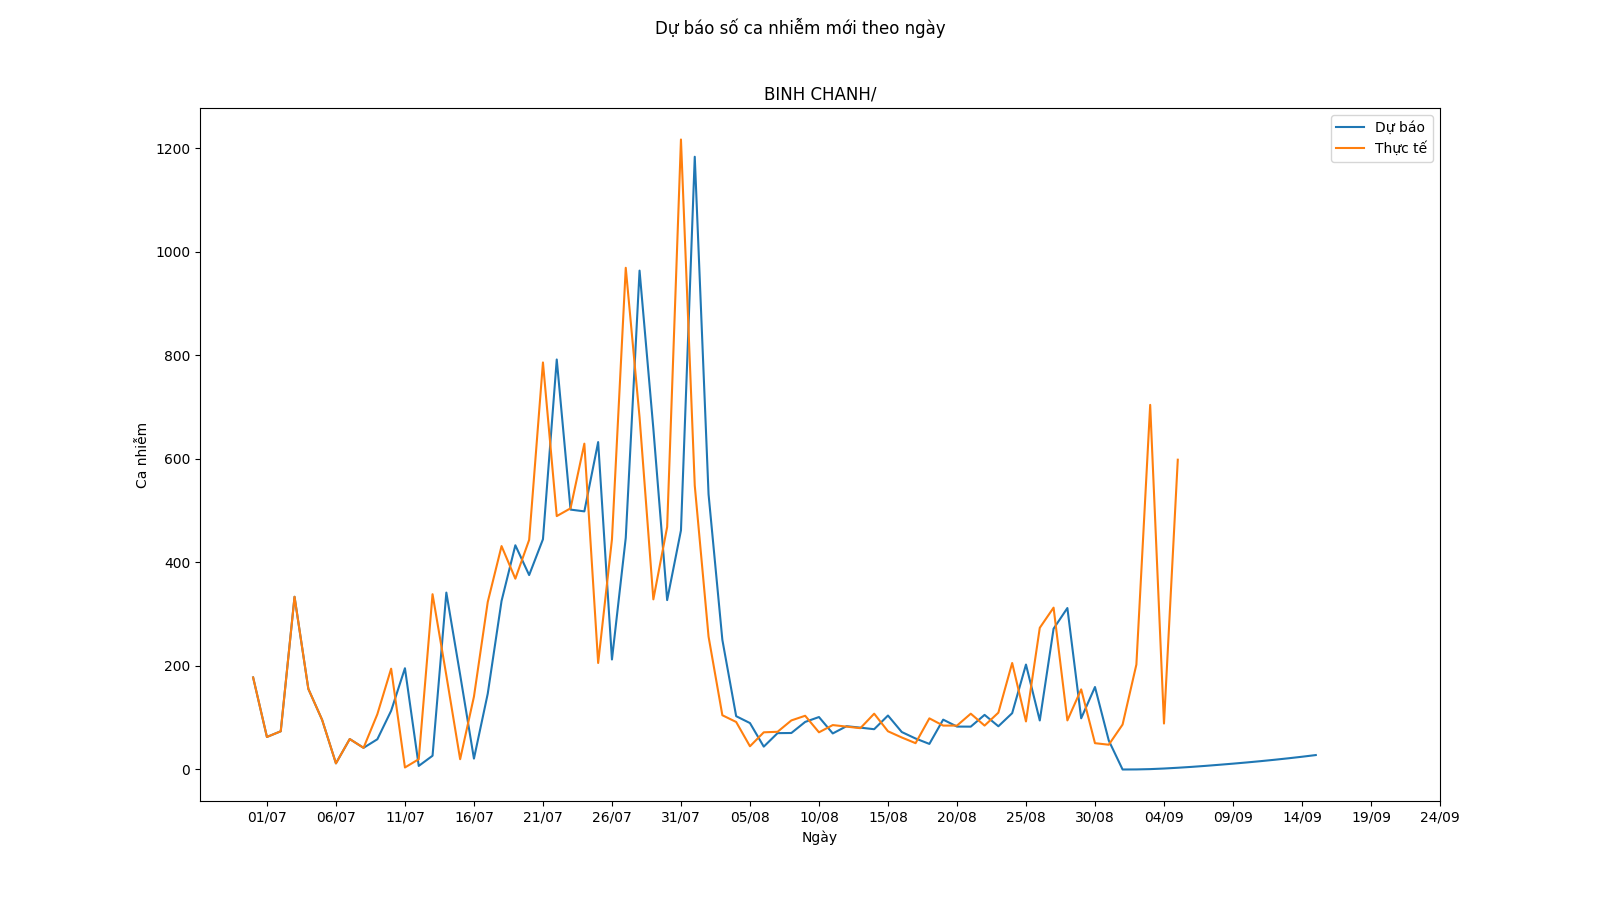 Dự báo số ca nhiễm mới theo ngày
BINH CHANH/
Dự báo
Thực tế
1200
1000
800
600
400
200
0
Ca nhiễm
01/07 06/07 11/07 16/07 21/07 26/07 31/07 05/08 10/08 15/08 20/08 25/08 30/08 04/09 09/09 14/09 19/09 24/09
Ngày